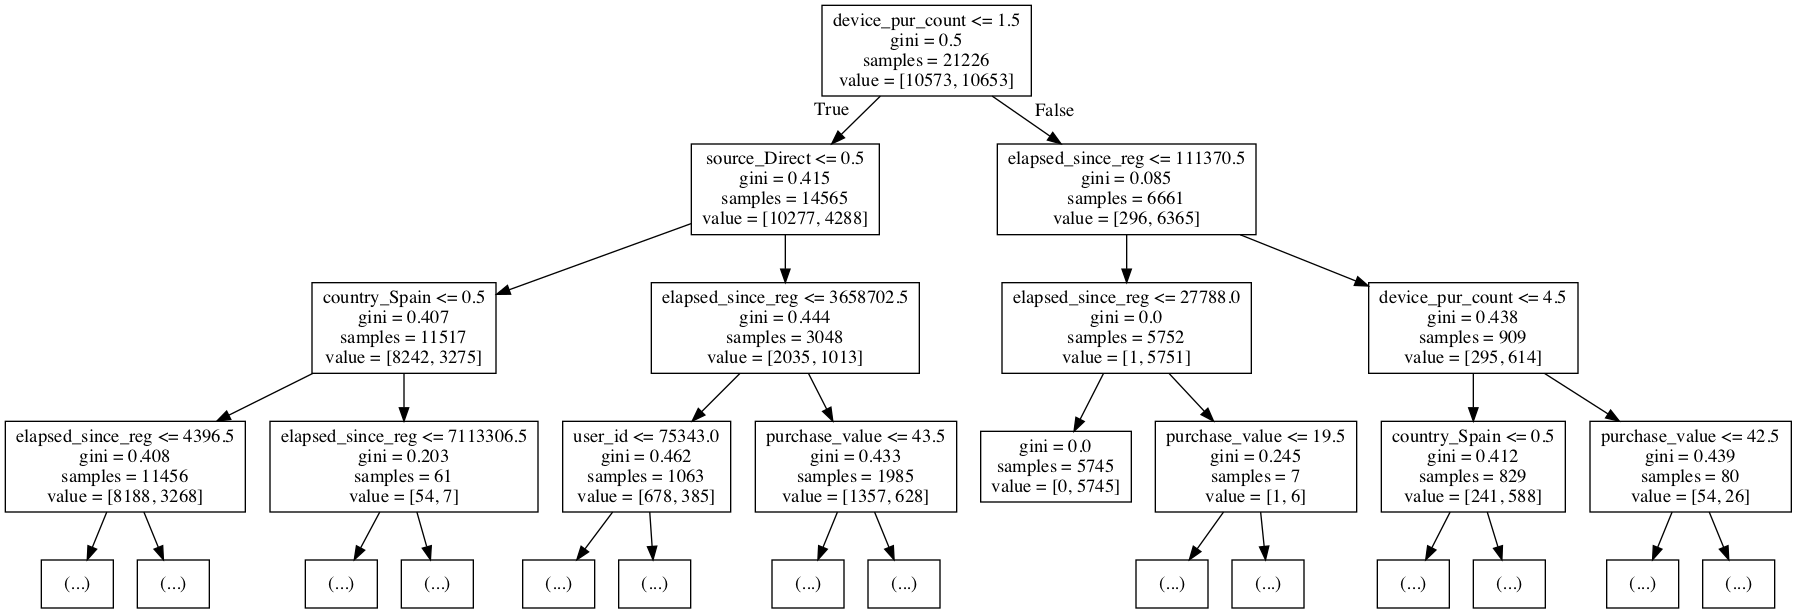 device_pur_count <= 1.5
gini = 0.5
samples = 21226
value = [10573, 10653]
True
False
source_Direct <= 0.5
gini = 0.415
samples = 14565
value = [10277, 4288]
elapsed_since_reg <= 111370.5
gini = 0.085
samples = 6661
value = [296, 6365]
country_Spain <= 0.5
gini = 0.407
samples = 11517
value = [8242, 3275]
elapsed_since_reg <= 3658702.5
gini = 0.444
samples = 3048
value = [2035, 1013]
elapsed_since_reg <= 27788.0
gini = 0.0
samples = 5752
value = [1, 5751]
device_pur_count <= 4.5
gini = 0.438
samples = 909
value = [295, 614]
elapsed_since_reg <= 4396.5
gini = 0.408
samples = 11456
value = [8188, 3268]
elapsed_since_reg <= 7113306.5
gini = 0.203
samples = 61
value = [54, 7]
user_id <= 75343.0
gini = 0.462
samples = 1063
value = [678, 385]
purchase_value <= 43.5
gini = 0.433
samples = 1985
value = [1357, 628]
gini = 0.0
samples = 5745
value = [0, 5745]
purchase_value <= 19.5
gini = 0.245
samples = 7
value = [1, 6]
country_Spain <= 0.5
gini = 0.412
samples = 829
value = [241, 588]
purchase_value <= 42.5
gini = 0.439
samples = 80
value = [54, 26]
(...)
(...)
(...)
(...)
(...)
(...)
(...)
(...)
(...)
(...)
(...)
(...)
(...)
(...)